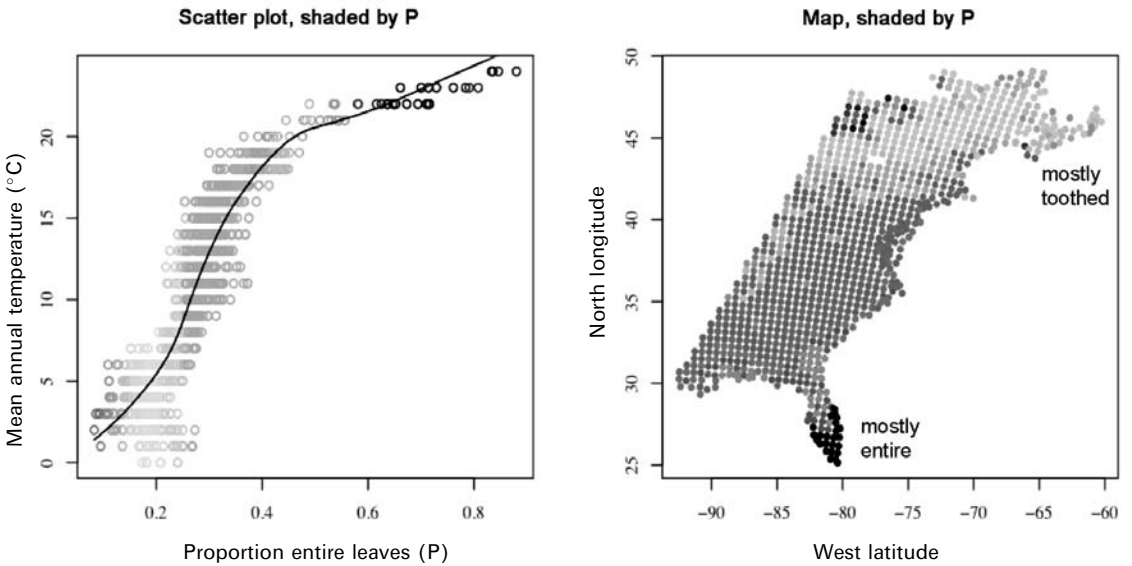 Scatter plot, shaded by P
Mean annual temperature (°C)
20
15
10
5
0
0.2 0.4 0.6 0.8
Proportion entire leaves (P)
Map, shaded by P
North longitude
50
45
40
35
30
25
mostly
toothed
mostly
entire
−90 −85 −80 −75 −70 −65 −60
West latitude